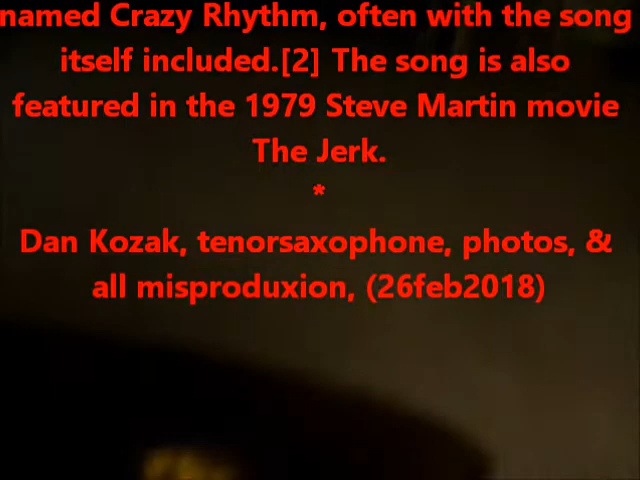 named Crazy Rhythm, often with the song
itself included.[2] The song is also
featured in the 1979 Steve Martin movie
The Jerk.
*
Dan Kozak, tenorsaxophone, photos, &
all misproduxion, (26feb2018)